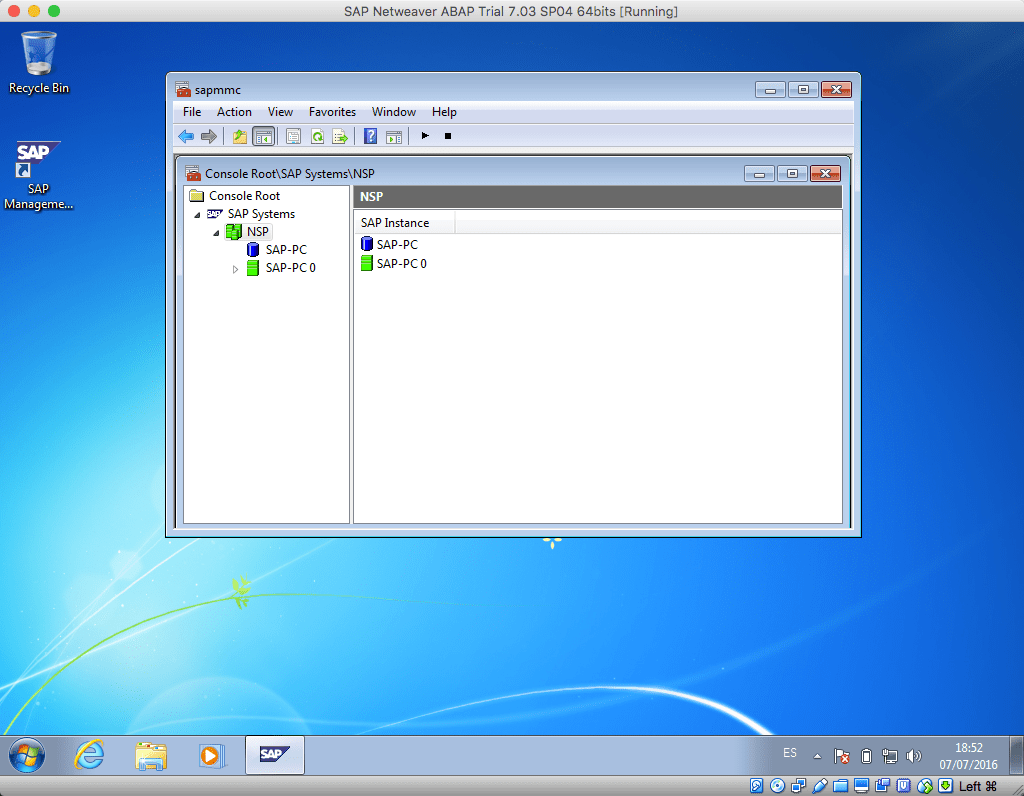 SAP Netweaver ABAP Trial 7.03 SP04 64bits [Running]
Recycle Bin
SAP
SAP
Manageme...
sapmmc
File Action View Favorites Window Help
Console Root\SAP Systems\NSP
Console Root
SAP Systems
NSP
SAP-PC
SAP-PC 0
NSP
SAP Instance
SAP-PC
SAP-PC 0
SAP
ES
18:52
07/07/2016
Left ⌘